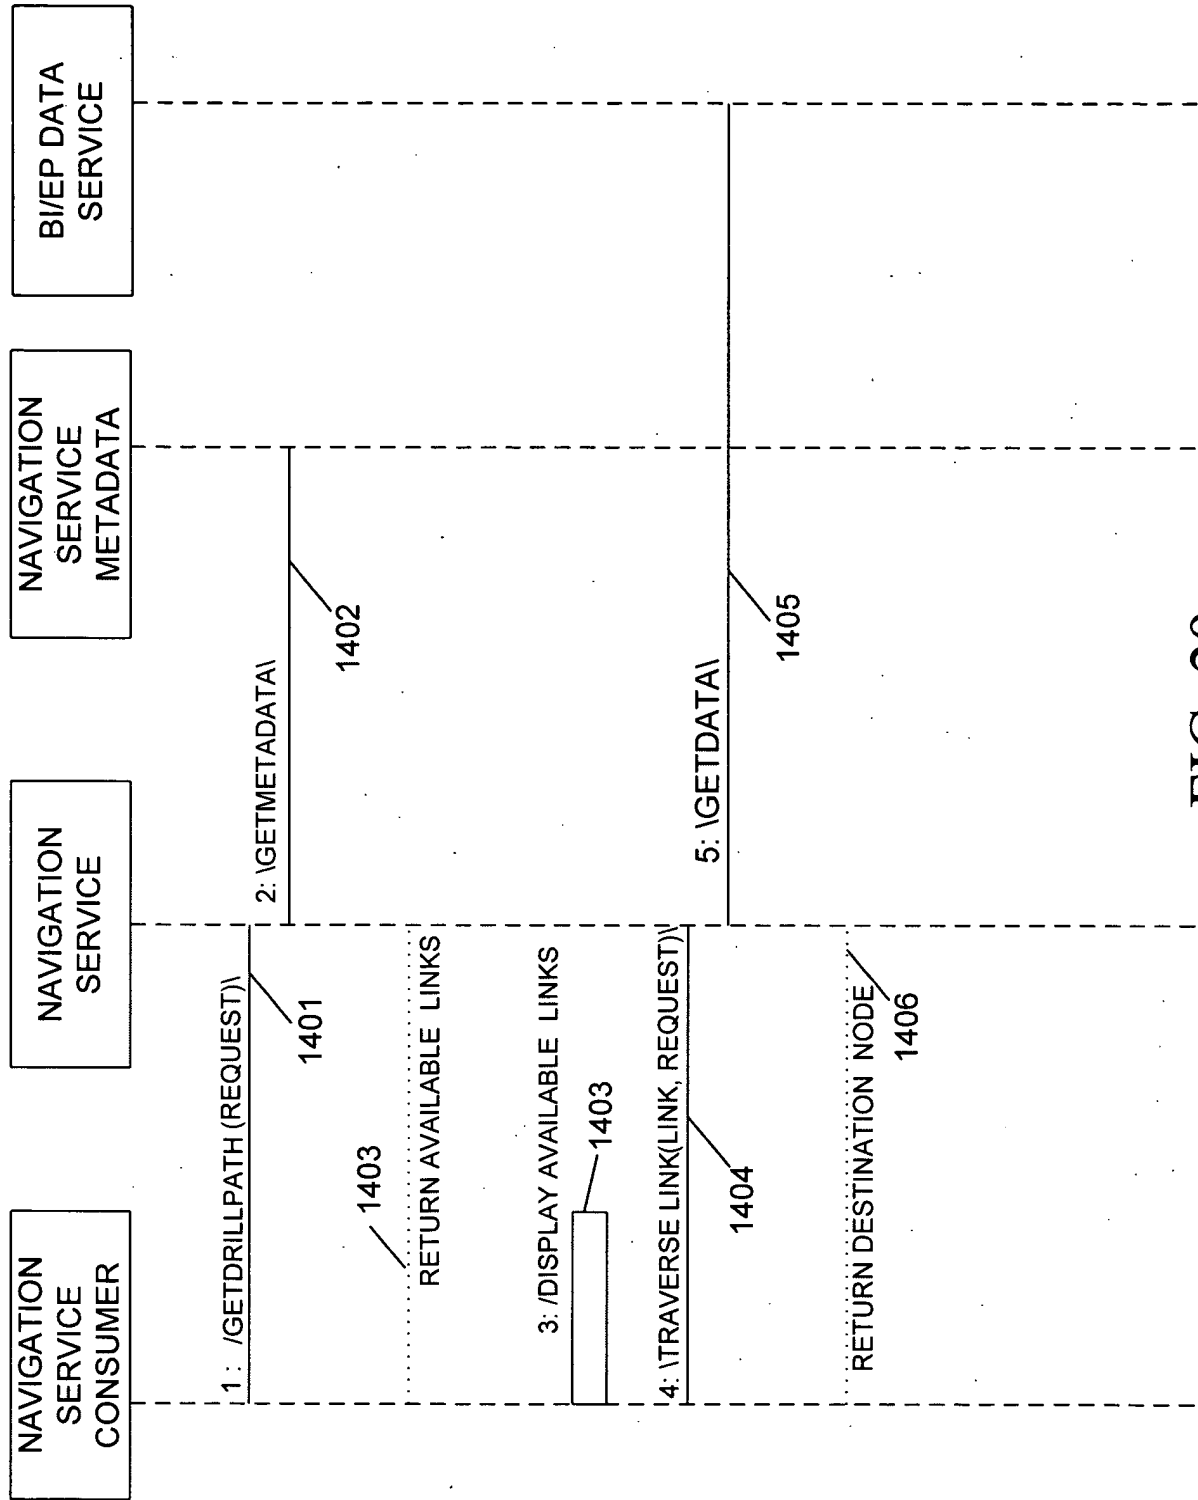 NAVIGATION
SERVICE
CONSUMER
NAVIGATION
SERVICE
NAVIGATION
SERVICE
METADATA
BI/EP DATA
SERVICE
1 : /GETDRILLPATH (REQUEST)\
1401
2: \GETMETADATA\
1402
1403
RETURN AVAILABLE LINKS
3: /DISPLAY AVAILABLE LINKS
1403
4: \TRAVERSE LINK(LINK, REQUEST)\
1404
5: \GETDATA\
1405
RETURN DESTINATION NODE
1406
FIG.